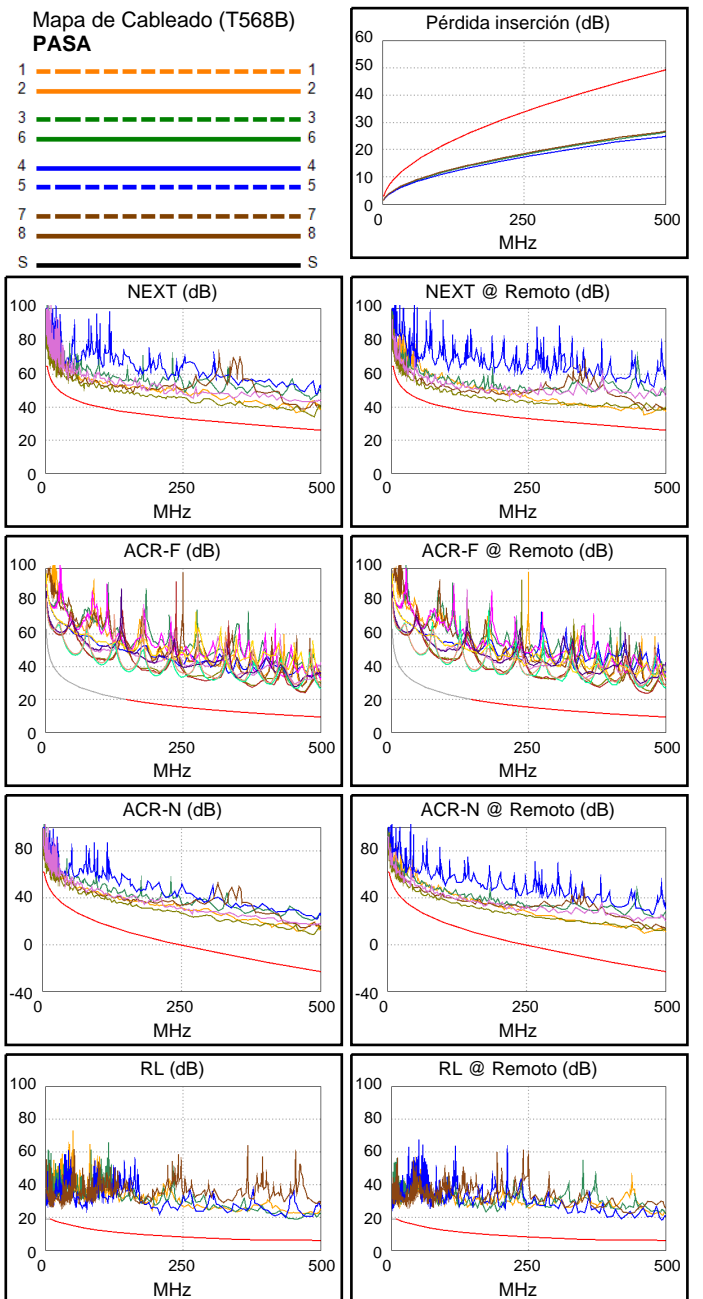 Mapa de Cableado (T568B)
PASA
1 1
2 2
3 3
6 6
4 4
5 5
7 7
8 8
S S
Pérdida inserción (dB)
60
50
40
30
20
10
0
0 250 500
MHz
NEXT (dB)
100
80
60
40
20
0
0 250 500
MHz
NEXT @ Remoto (dB)
100
80
60
40
20
0
0 250 500
MHz
ACR-F (dB)
100
80
60
40
20
0
0 250 500
MHz
ACR-F @ Remoto (dB)
100
80
60
40
20
0
0 250 500
MHz
ACR-N (dB)
80
40
0
-40
0 250 500
MHz
ACR-N @ Remoto (dB)
80
40
0
-40
0 250 500
MHz
RL (dB)
100
80
60
40
20
0
0 250 500
MHz
RL @ Remoto (dB)
100
80
60
40
20
0
0 250 500
MHz